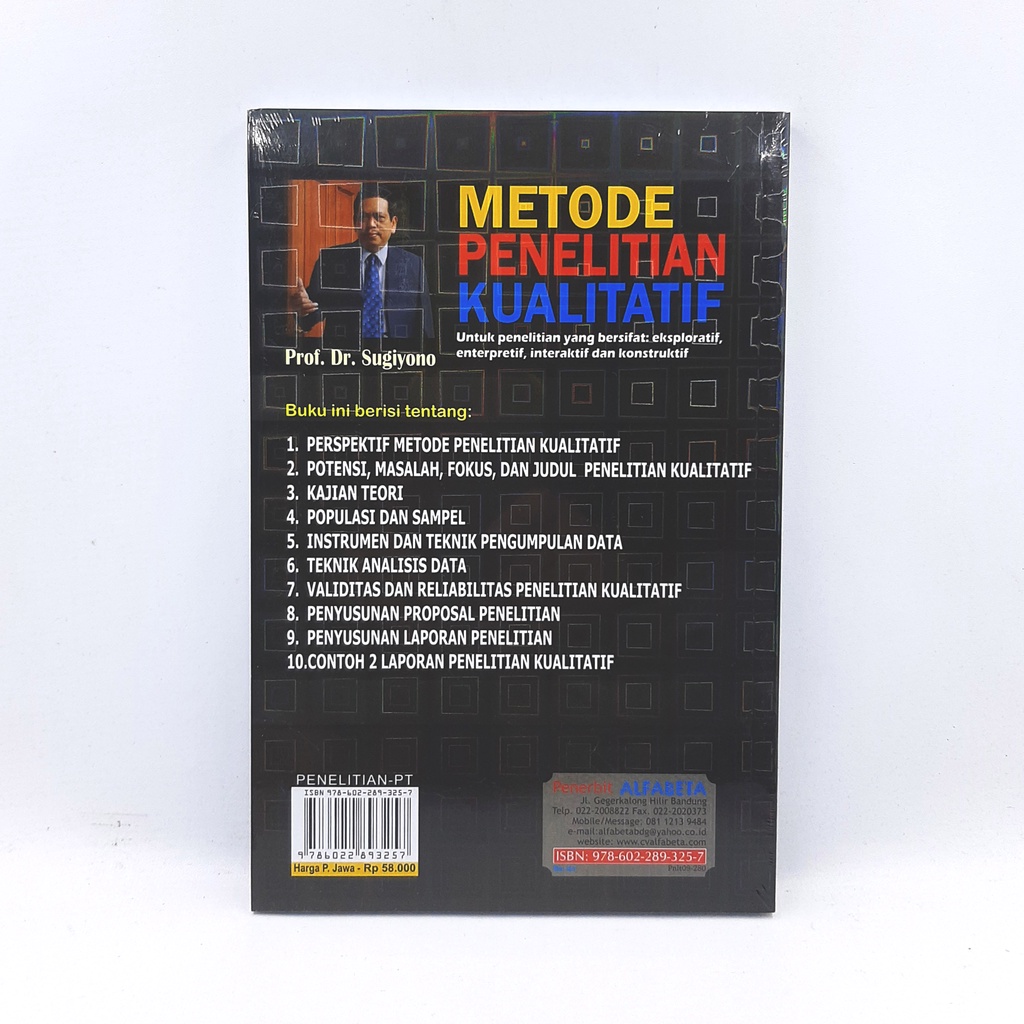 METODE
PENELITIAN
KUALITATIF
Untuk penelitian yang bersifat: eksploratif,
enterpretif, interaktif dan konstruktif
Prof. Dr. Sugiyono
Buku ini berisi tentang:
1. PERSPEKTIF METODE PENELITIAN KUALITATIF
2. POTENSI, MASALAH, FOKUS, DAN JUDUL PENELITIAN KUALITATIF
3. KAJIAN TEORI
4. POPULASI DAN SAMPEL
5. INSTRUMEN DAN TEKNIK PENGUMPULAN DATA
6. TEKNIK ANALISIS DATA
7. VALIDITAS DAN RELIABILITAS PENELITIAN KUALITATIF
8. PENYUSUNAN PROPOSAL PENELITIAN
9. PENYUSUNAN LAPORAN PENELITIAN
10.CONTOH 2 LAPORAN PENELITIAN KUALITATIF
PENELITIAN-PT
ISBN 978-602-289-325-7
9 786022 893257
Harga P. Jawa - Rp 58.000
Penerbit ALFABETA
Jl. Gegerkalong Hilir Bandung
Telp. 022-2008822 Fax. 022-2020373
Mobile/Message: 081 1213 9484
e-mail:alfabetabdg@yahoo.co.id
website: www.cvalfabeta.com
ISBN: 978-602-289-325-7